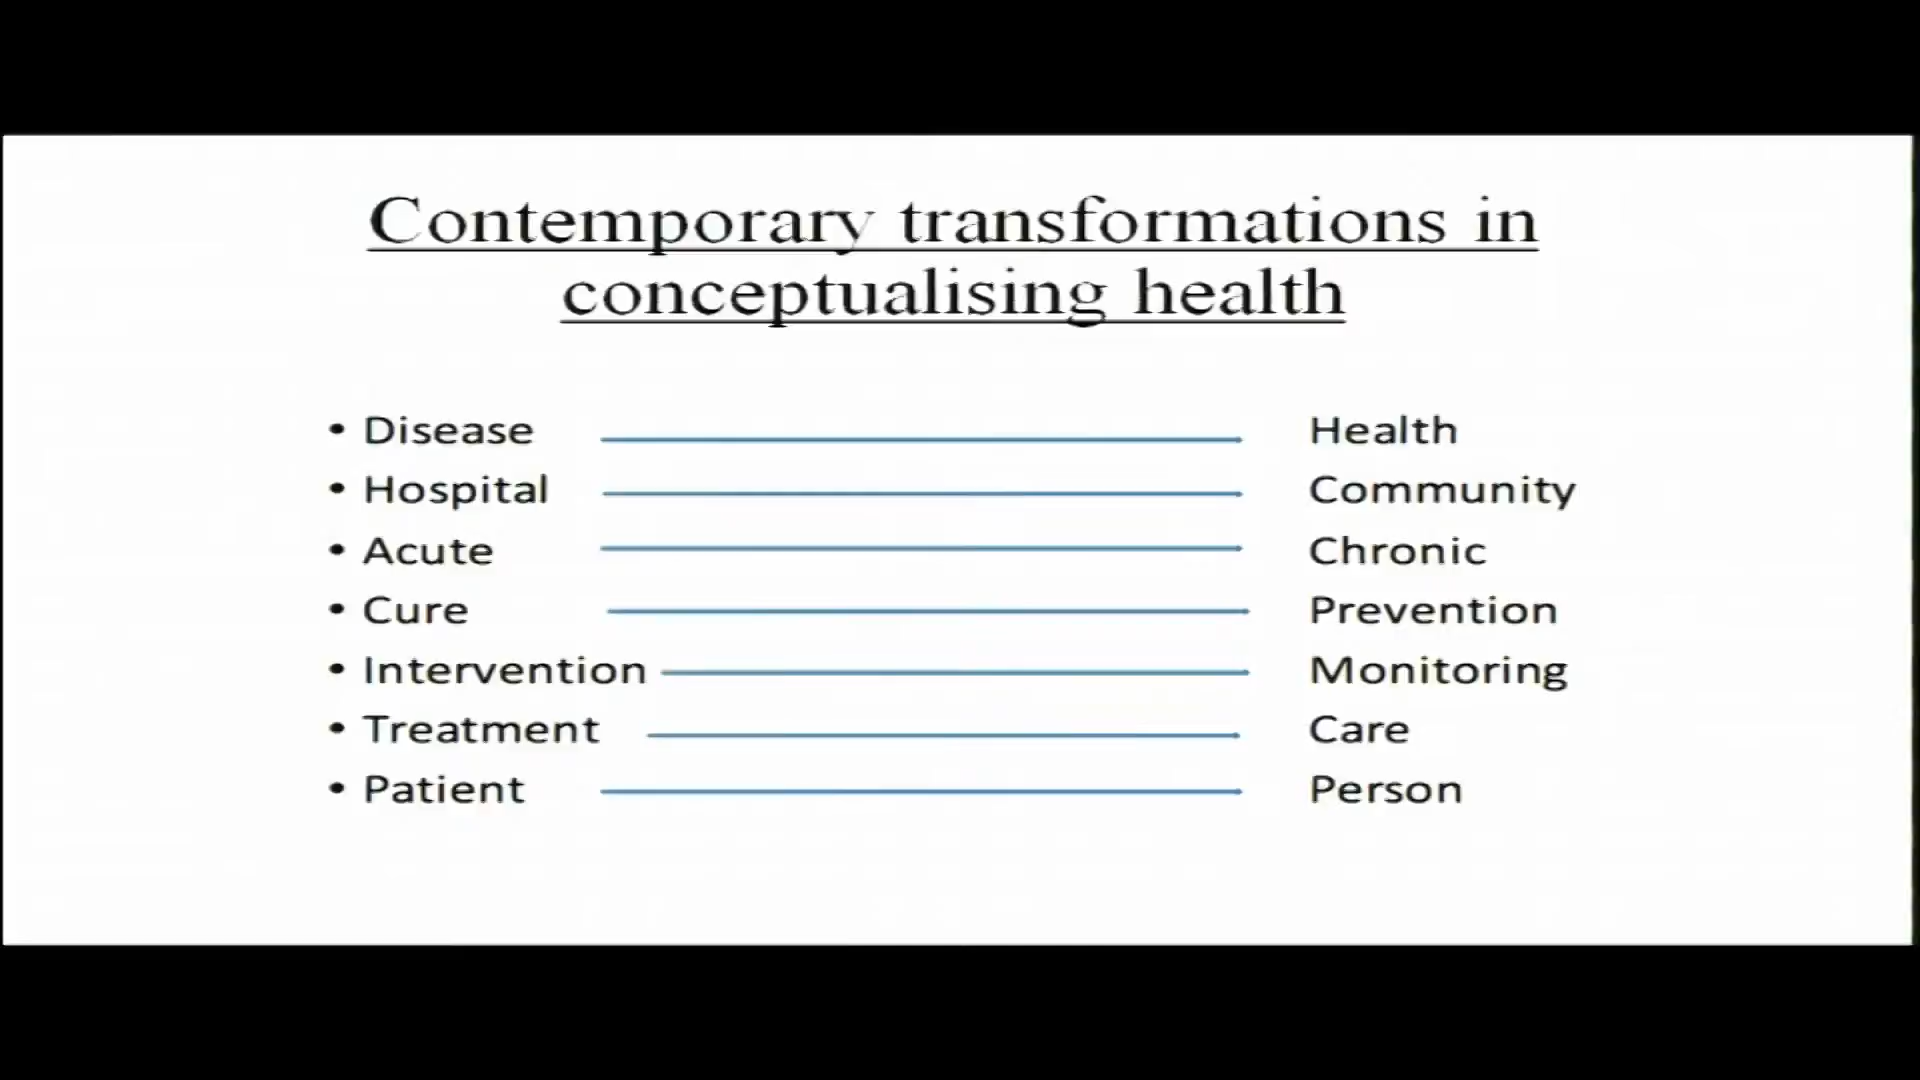 Contemporary transformations in
conceptualising health
• Disease Health
• Hospital Community
• Acute Chronic
• Cure Prevention
• Intervention Monitoring
• Treatment Care
• Patient Person